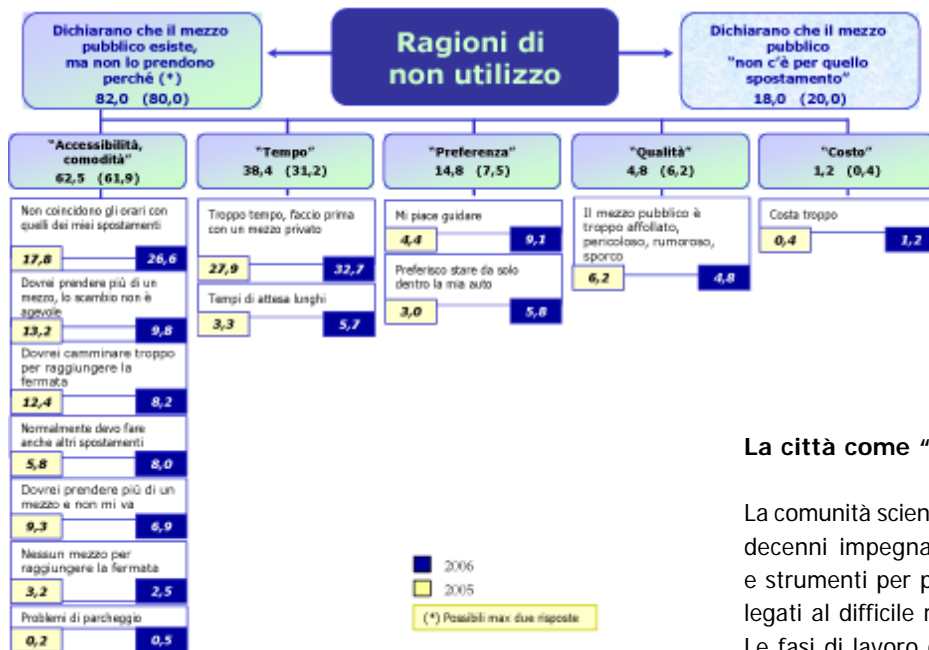 Dichiarano che il mezzo
pubblico esiste,
ma non lo prendono
perché (*)
82,0 (80,0)
Ragioni di
non utilizzo
Dichiarano che il mezzo
pubblico
"non c'è per quello
spostamento"
18,0 (20,0)
"Accessibilità,
comodità"
62,5 (61,9)
Non coincidono gli orari con
quelli dei miei spostamenti
17,8 26,6
Dovrei prendere più di un
mezzo, lo scambio non è
agevole
13,2 9,8
Dovrei camminare troppo
per raggiungere la
fermata
12,4 8,2
Normalmente devo fare
anche altri spostamenti
5,8 8,0
Dovrei prendere più di un
mezzo e non mi va
9,3 6,9
Nessun mezzo per
raggiungere la fermata
3,2 2,5
Problemi di parcheggio
0,2 0,5
"Tempo"
38,4 (31,2)
Troppo tempo, faccio prima
con un mezzo privato
27,9 32,7
Tempi di attesa lunghi
3,3 5,7
"Preferenza"
14,8 (7,5)
Mi piace guidare
4,4 9,1
Preferisco stare da solo
dentro la mia auto
3,0 5,8
"Qualità"
4,8 (6,2)
Il mezzo pubblico è
troppo affollato,
pericoloso, rumoroso,
sporco
6,2 4,8
"Costo"
1,2 (0,4)
Costa troppo
0,4 1,2
2006
2005
(*) Possibili max due risposte
La città come "
La comunità scien
decenni impegna
e strumenti per p
legati al difficile
Le fasi di lavoro